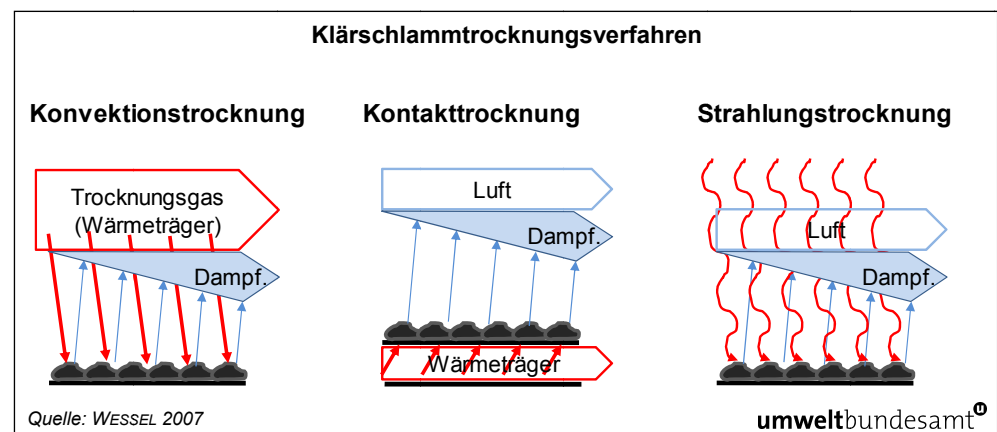 Klärschlammtrocknungsverfahren
Konvektionstrocknung
Kontakttrocknung
Strahlungstrocknung
Trocknungsgas
(Wärmeträger)
Dampf.
Luft
Dampf.
Wärmeträger
Luft
Dampf.
Quelle: WESSEL 2007
umweltbundesamt u